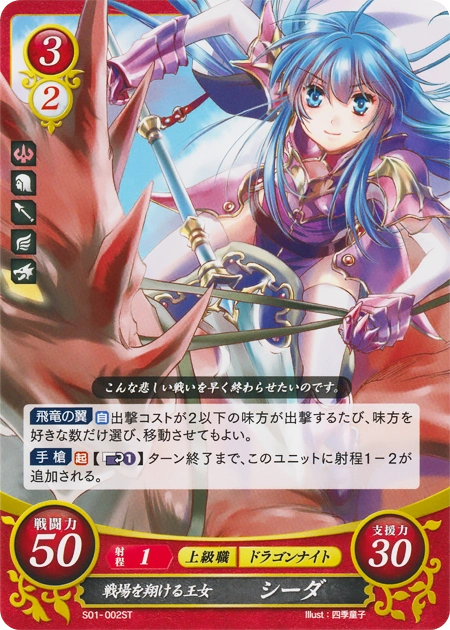 3
2
こんな悲しい戦いを早く終わらせたいのです。
飛竜の翼 自 出撃コストが2以下の味方が出撃するたび、味方を
好きな数だけ選び、移動させてもよい。
手槍 起 【1】ターン終了まで、このユニットに射程1-2が
追加される。
戦闘力
50
射程 1 上級職 ドラゴンナイト
支援力
30
戦場を翔ける王女 シーダ
S01-002ST
Illust:四季童子